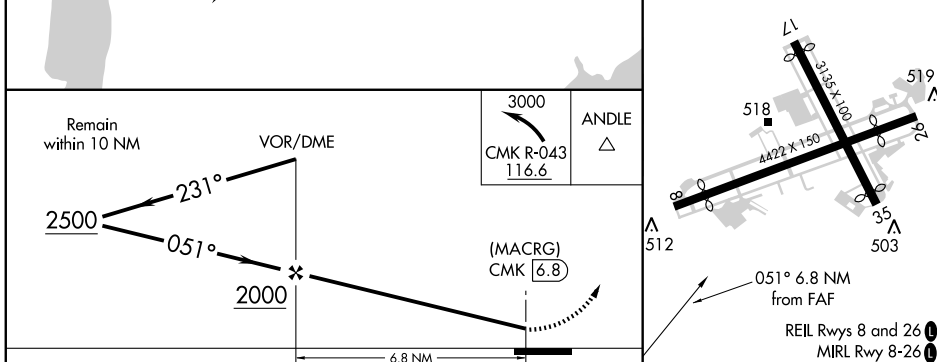 Remain
within 10 NM
VOR/DME
231°
2500
051°
2000
3000
CMK R-043
116.6
ANDLE
(MACRG)
CMK 6.8
6.8 NM
17
3135 X 100
519
518
26
4422 X 150
8
35
512
503
051° 6.8 NM
from FAF
REIL Rwys 8 and 26 L
MIRL Rwy 8-26 L